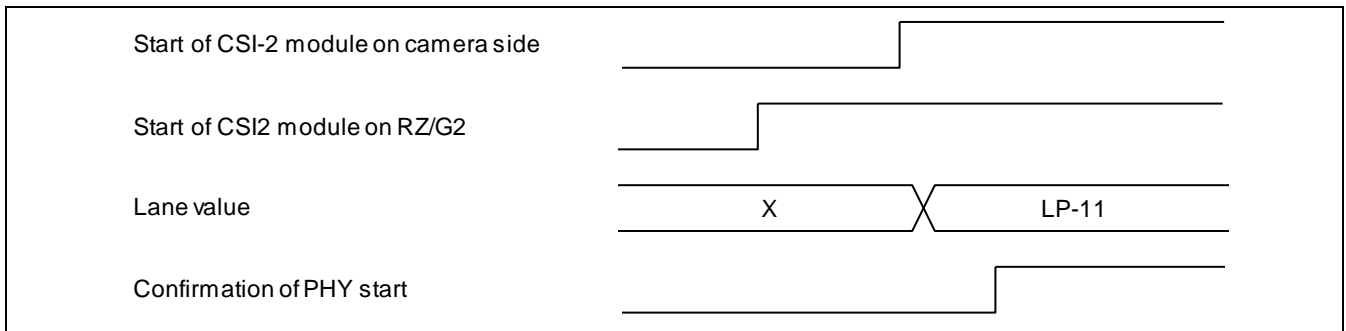 Start of CSI-2 module on camera side
Start of CSI2 module on RZ/G2
Lane value X LP-11
Confirmation of PHY start